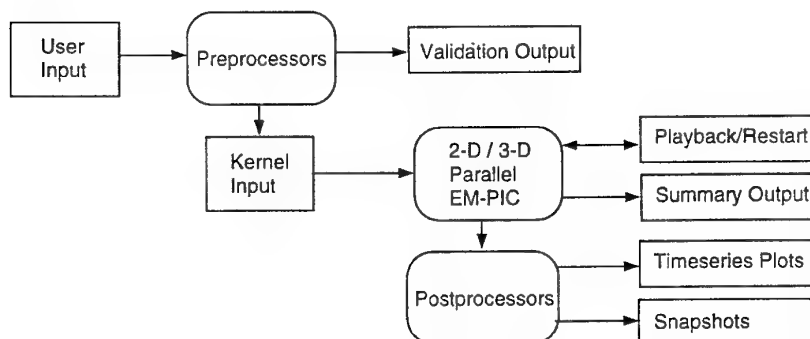 User
Input
Preprocessors
Validation Output
Kernel
Input
2-D / 3-D
Parallel
EM-PIC
Playback/Restart
Summary Output
Postprocessors
Timeseries Plots
Snapshots